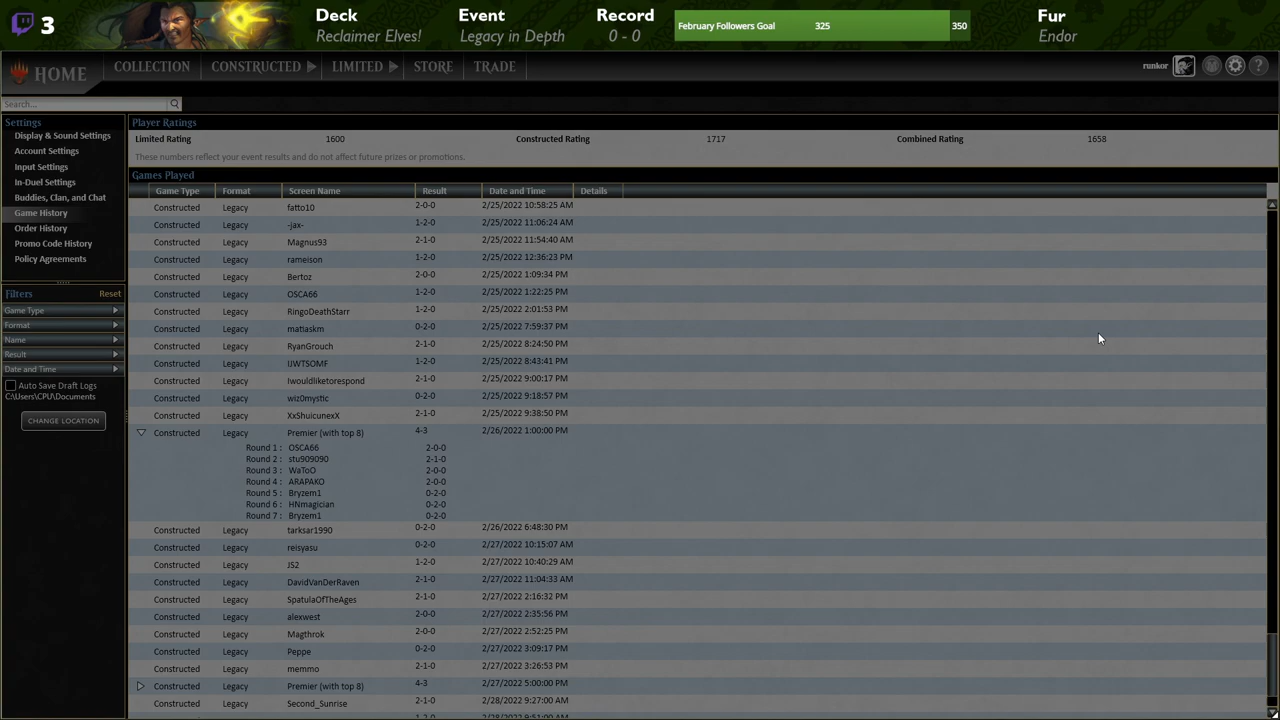 3 Deck Event Record February Followers Goal 325 350 Fur
Reclaimer Elves! Legacy in Depth 0 - 0 Endor
HOME COLLECTION CONSTRUCTED LIMITED STORE TRADE runkor M ?
Search...
Settings
Display & Sound Settings
Account Settings
Input Settings
In-Duel Settings
Buddies, Clan, and Chat
Game History
Order History
Promo Code History
Policy Agreements
Filters Reset
Game Type
Format
Name
Result
Date and Time
Auto Save Draft Logs
C:\Users\CPU\Documents
CHANGE LOCATION
Player Ratings
Limited Rating 1600 Constructed Rating 1717 Combined Rating 1658
These numbers reflect your event results and do not affect future prizes or promotions.
Games Played
Game Type Format Screen Name Result Date and Time Details
Constructed Legacy fatto10 2-0-0 2/25/2022 10:58:25 AM
Constructed Legacy -jax- 1-2-0 2/25/2022 11:06:24 AM
Constructed Legacy Magnus93 2-1-0 2/25/2022 11:54:40 AM
Constructed Legacy rameison 1-2-0 2/25/2022 12:36:23 PM
Constructed Legacy Bertoz 2-0-0 2/25/2022 1:09:34 PM
Constructed Legacy OSCA66 1-2-0 2/25/2022 1:22:25 PM
Constructed Legacy RingoDeathStarr 1-2-0 2/25/2022 2:01:53 PM
Constructed Legacy matiaskm 0-2-0 2/25/2022 7:59:37 PM
Constructed Legacy RyanGrouch 2-1-0 2/25/2022 8:24:50 PM
Constructed Legacy IJWTSOMF 1-2-0 2/25/2022 8:43:41 PM
Constructed Legacy Iwouldliketorespond 2-1-0 2/25/2022 9:00:17 PM
Constructed Legacy wiz0mystic 0-2-0 2/25/2022 9:18:57 PM
Constructed Legacy XxShuicunexX 2-1-0 2/25/2022 9:38:50 PM
Constructed Legacy Premier (with top 8) 4-3 2/26/2022 1:00:00 PM
Round 1 : OSCA66 2-0-0
Round 2 : stu909090 2-1-0
Round 3 : WaToO 2-0-0
Round 4 : ARAPAKO 2-0-0
Round 5 : Bryzem1 0-2-0
Round 6 : HNmagician 0-2-0
Round 7 : Bryzem1 0-2-0
Constructed Legacy tarksar1990 0-2-0 2/26/2022 6:48:30 PM
Constructed Legacy reisyasu 0-2-0 2/27/2022 10:15:07 AM
Constructed Legacy JS2 1-2-0 2/27/2022 10:40:29 AM
Constructed Legacy DavidVanDerRaven 2-1-0 2/27/2022 11:04:33 AM
Constructed Legacy SpatulaOfTheAges 2-1-0 2/27/2022 2:16:32 PM
Constructed Legacy alexwest 2-0-0 2/27/2022 2:35:56 PM
Constructed Legacy Magthrok 2-0-0 2/27/2022 2:52:25 PM
Constructed Legacy Peppe 0-2-0 2/27/2022 3:09:17 PM
Constructed Legacy memmo 2-1-0 2/27/2022 3:26:53 PM
Constructed Legacy Premier (with top 8) 4-3 2/27/2022 5:00:00 PM
Constructed Legacy Second_Sunrise 2-1-0 2/28/2022 9:27:00 AM
1-2-0 2/28/2022 9:51:00 AM